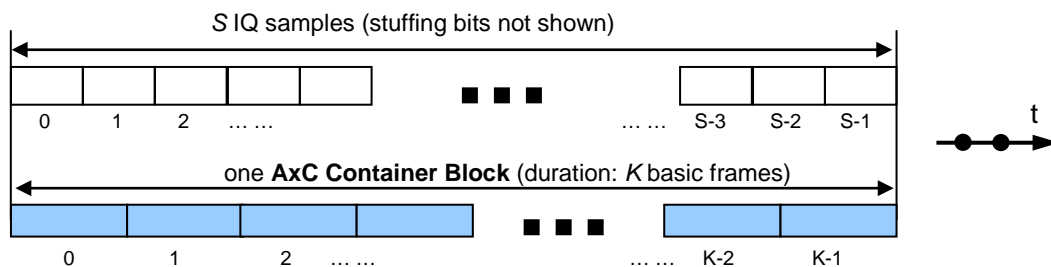 S IQ samples (stuffing bits not shown)
0 1 2 … … … … S-3 S-2 S-1
t
one AxC Container Block (duration: K basic frames)
0 1 2 … … … … K-2 K-1